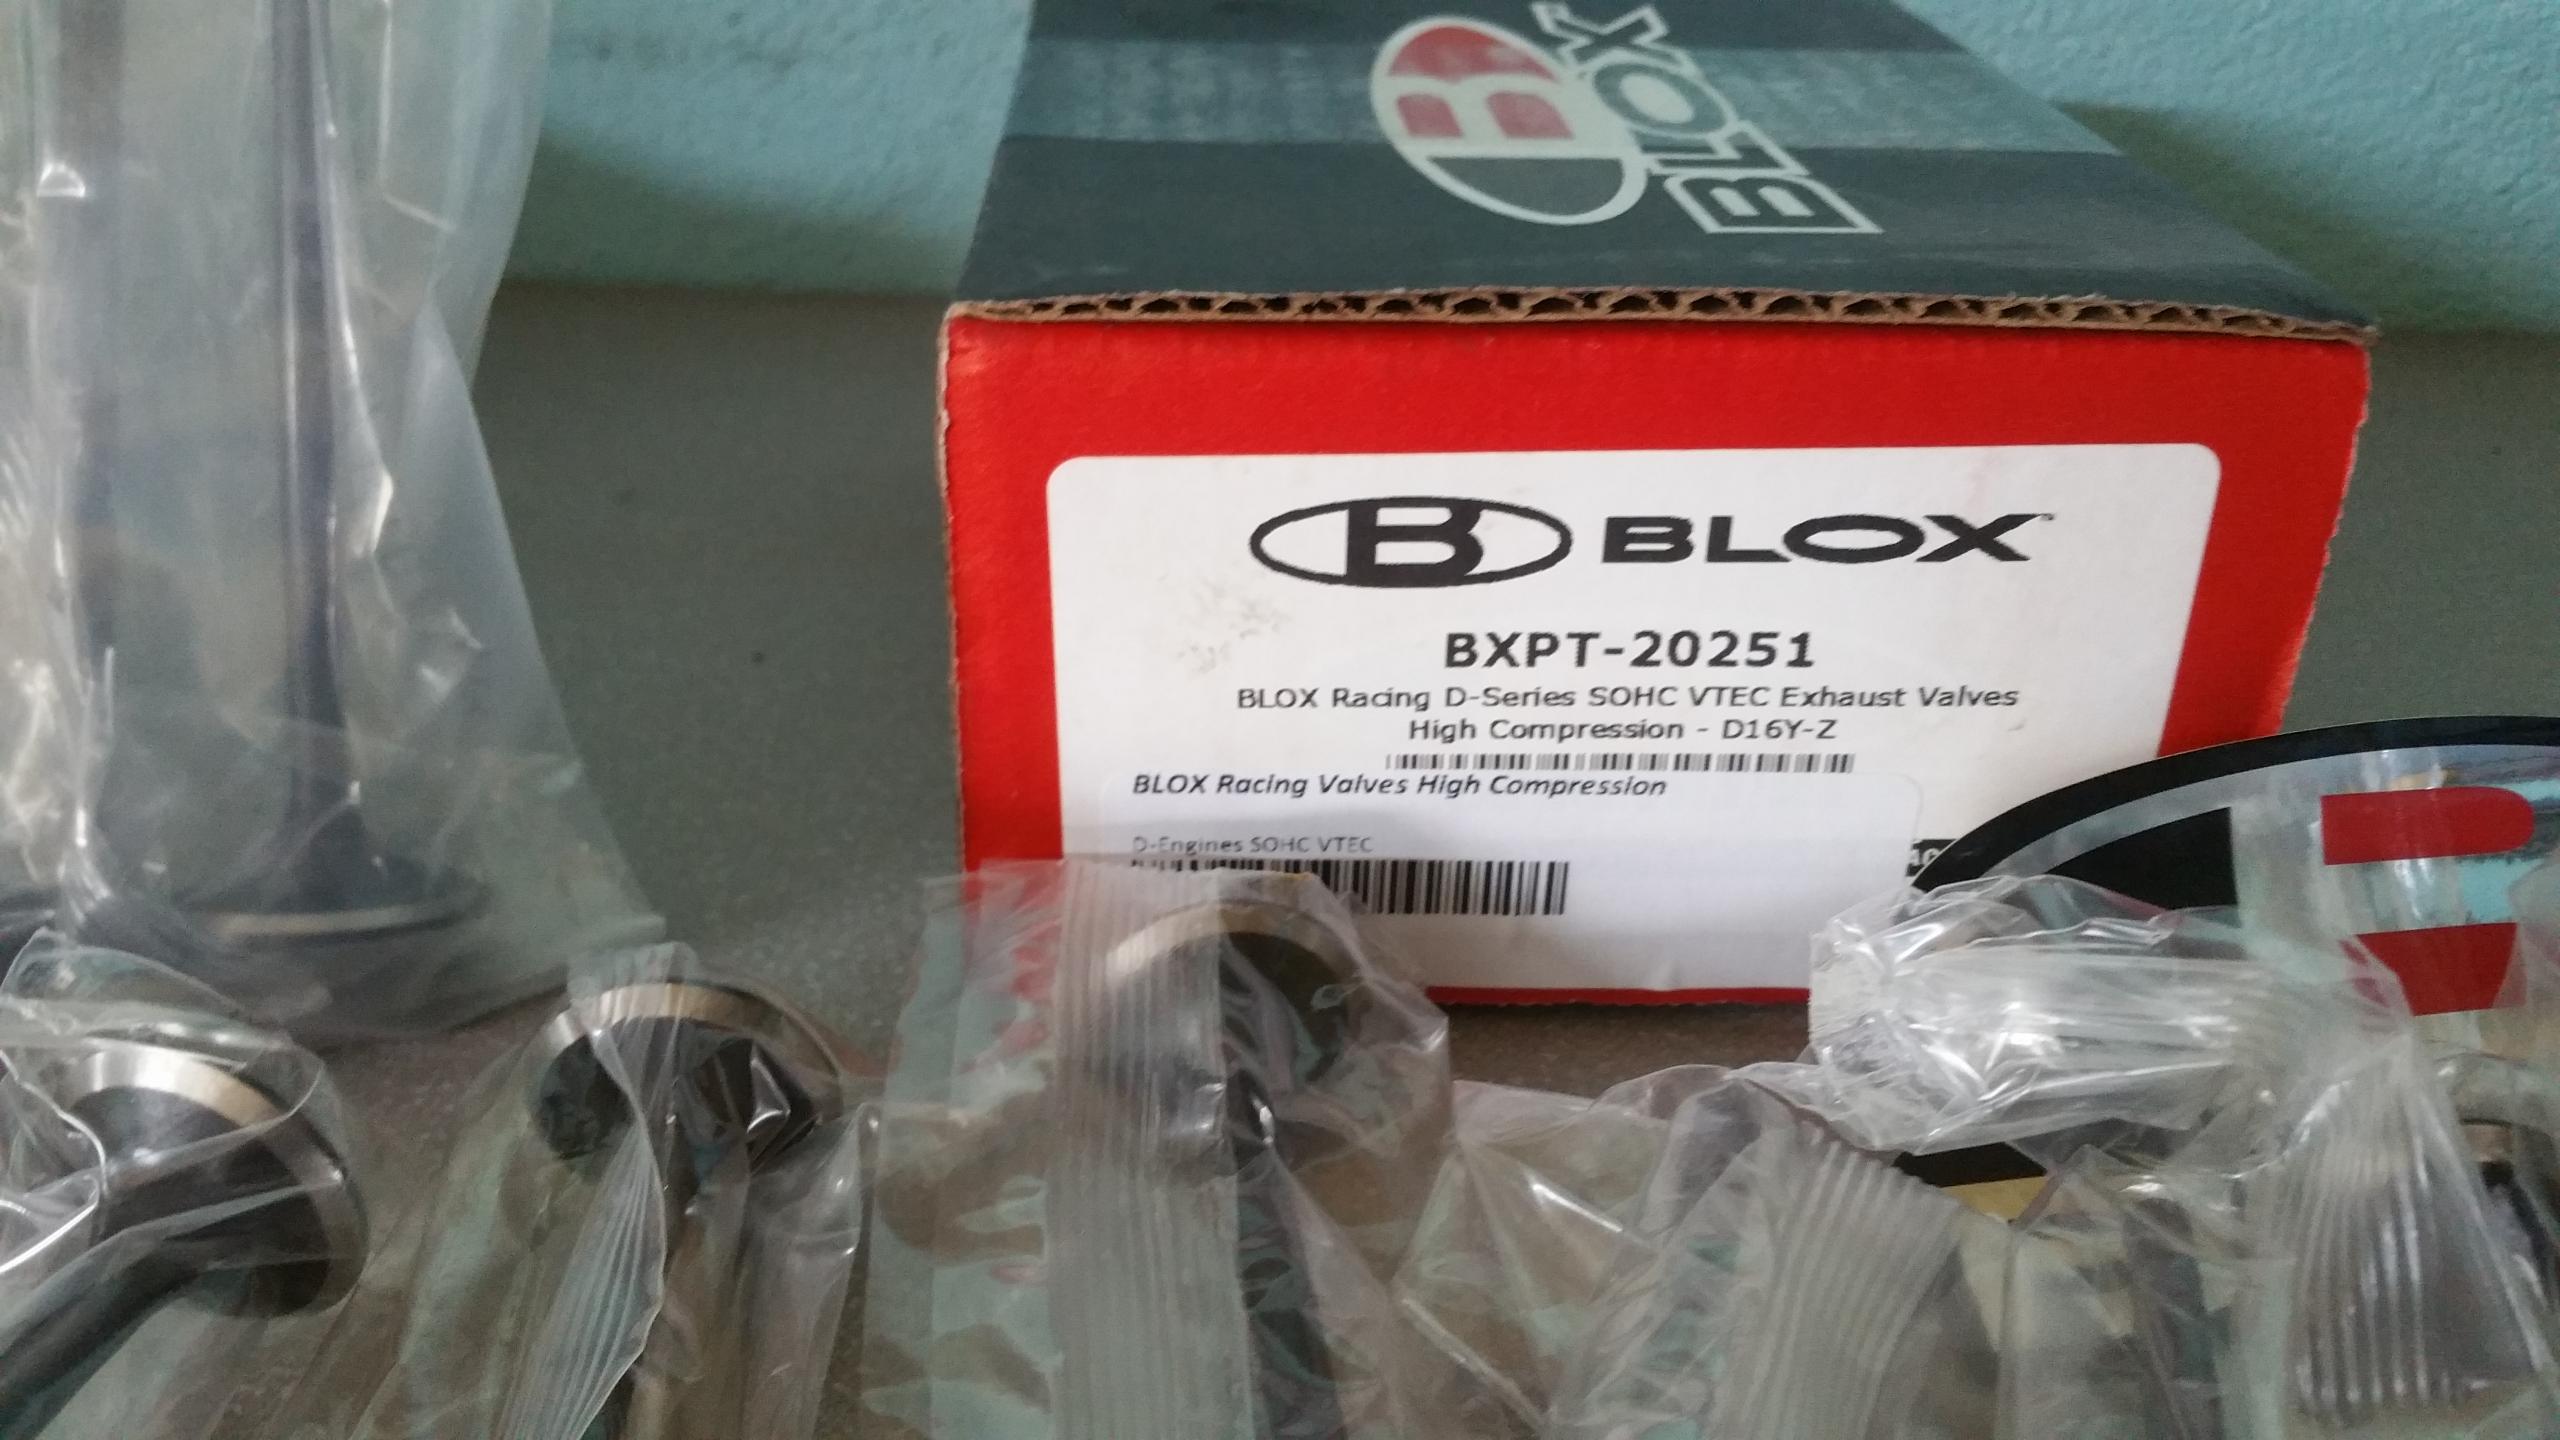 B BLOX
B BLOX™
BXPT-20251
BLOX Racing D-Series SOHC VTEC Exhaust Valves
High Compression - D16Y-Z
BLOX Racing Valves High Compression
D-Engines SOHC VTEC